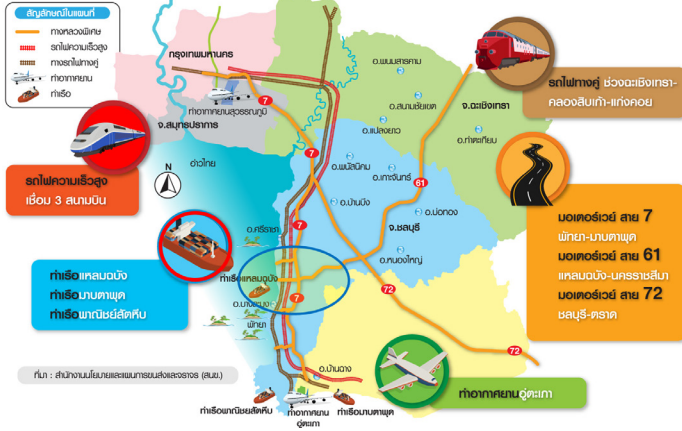 สัญลักษณ์ในแผนที่
ทางหลวงพิเศษ
รถไฟความเร็วสูง
ทางรถไฟทางคู่
ท่าอากาศยาน
ท่าเรือ
กรุงเทพมหานคร
ท่าอากาศยานสุวรรณภูมิ
จ.สมุทรปราการ
อ่าวไทย
N
รถไฟความเร็วสูง
เชื่อม 3 สนามบิน
อ.พนมสารคาม
อ.สนามชัยเขต
อ.แปลงยาว
จ.ฉะเชิงเทรา
อ.ท่าตะเกียบ
อ.พนัสนิคม
อ.เกาะจันทร์
อ.บ้านบึง
อ.บ่อทอง
จ.ชลบุรี
อ.หนองใหญ่
อ.ศรีราชา
ท่าเรือแหลมฉบัง
อ.บางละมุง
พัทยา
อ.บ้านฉาง
7
7
7
7
61
72
72
รถไฟทางคู่ ช่วงฉะเชิงเทรา-
คลองสิบเก้า-แก่งคอย
มอเตอร์เวย์ สาย 7
พัทยา-มาบตาพุด
มอเตอร์เวย์ สาย 61
แหลมฉบัง-นครราชสีมา
มอเตอร์เวย์ สาย 72
ชลบุรี-ตราด
ท่าเรือแหลมฉบัง
ท่าเรือมาบตาพุด
ท่าเรือพาณิชย์สัตหีบ
ท่าอากาศยานอู่ตะเภา
ที่มา : สำนักงานนโยบายและแผนการขนส่งและจราจร (สนข.)
ท่าเรือพาณิชย์สัตหีบ
ท่าอากาศยาน
อู่ตะเภา
ท่าเรือมาบตาพุด